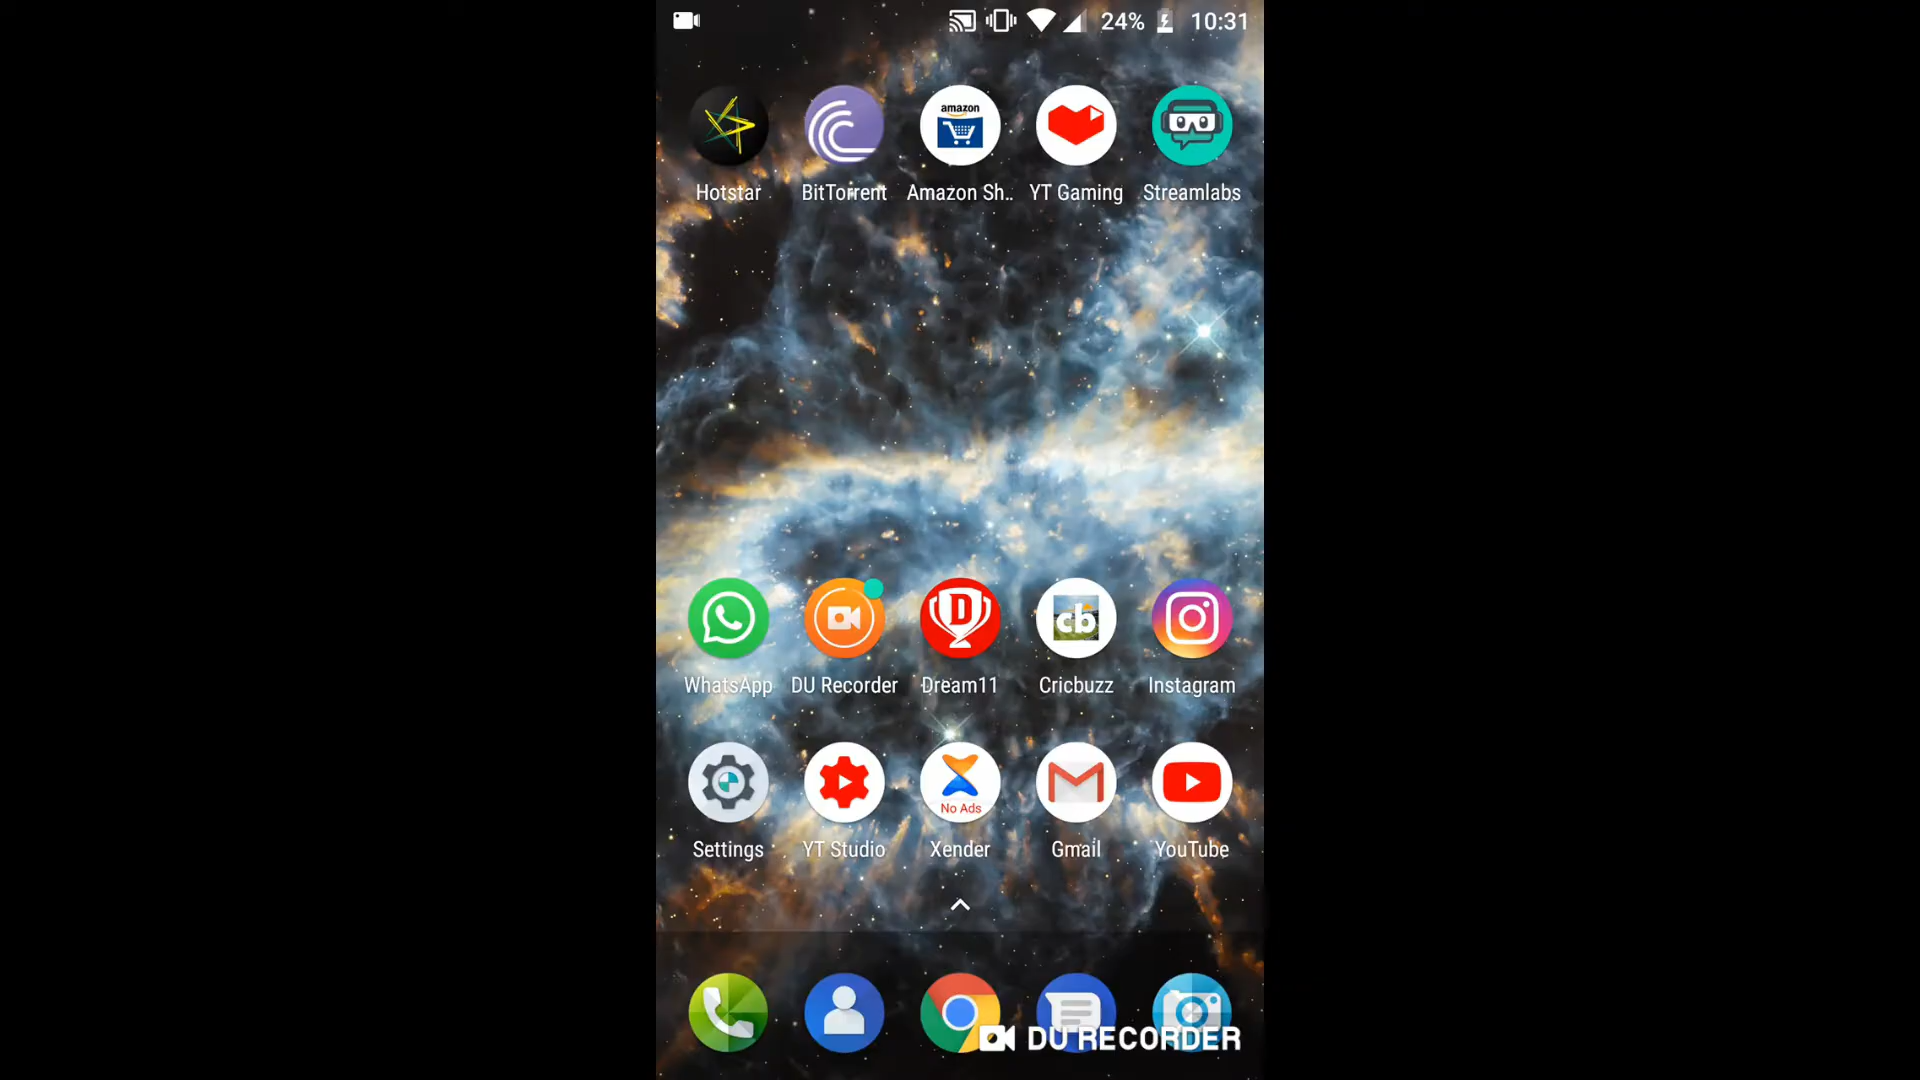 24% 10:31
amazon
Hotstar BitTorrent Amazon Sh.. YT Gaming Streamlabs
D cb
WhatsApp DU Recorder Dream11 Cricbuzz Instagram
No Ads
Settings YT Studio Xender Gmail YouTube
DU RECORDER